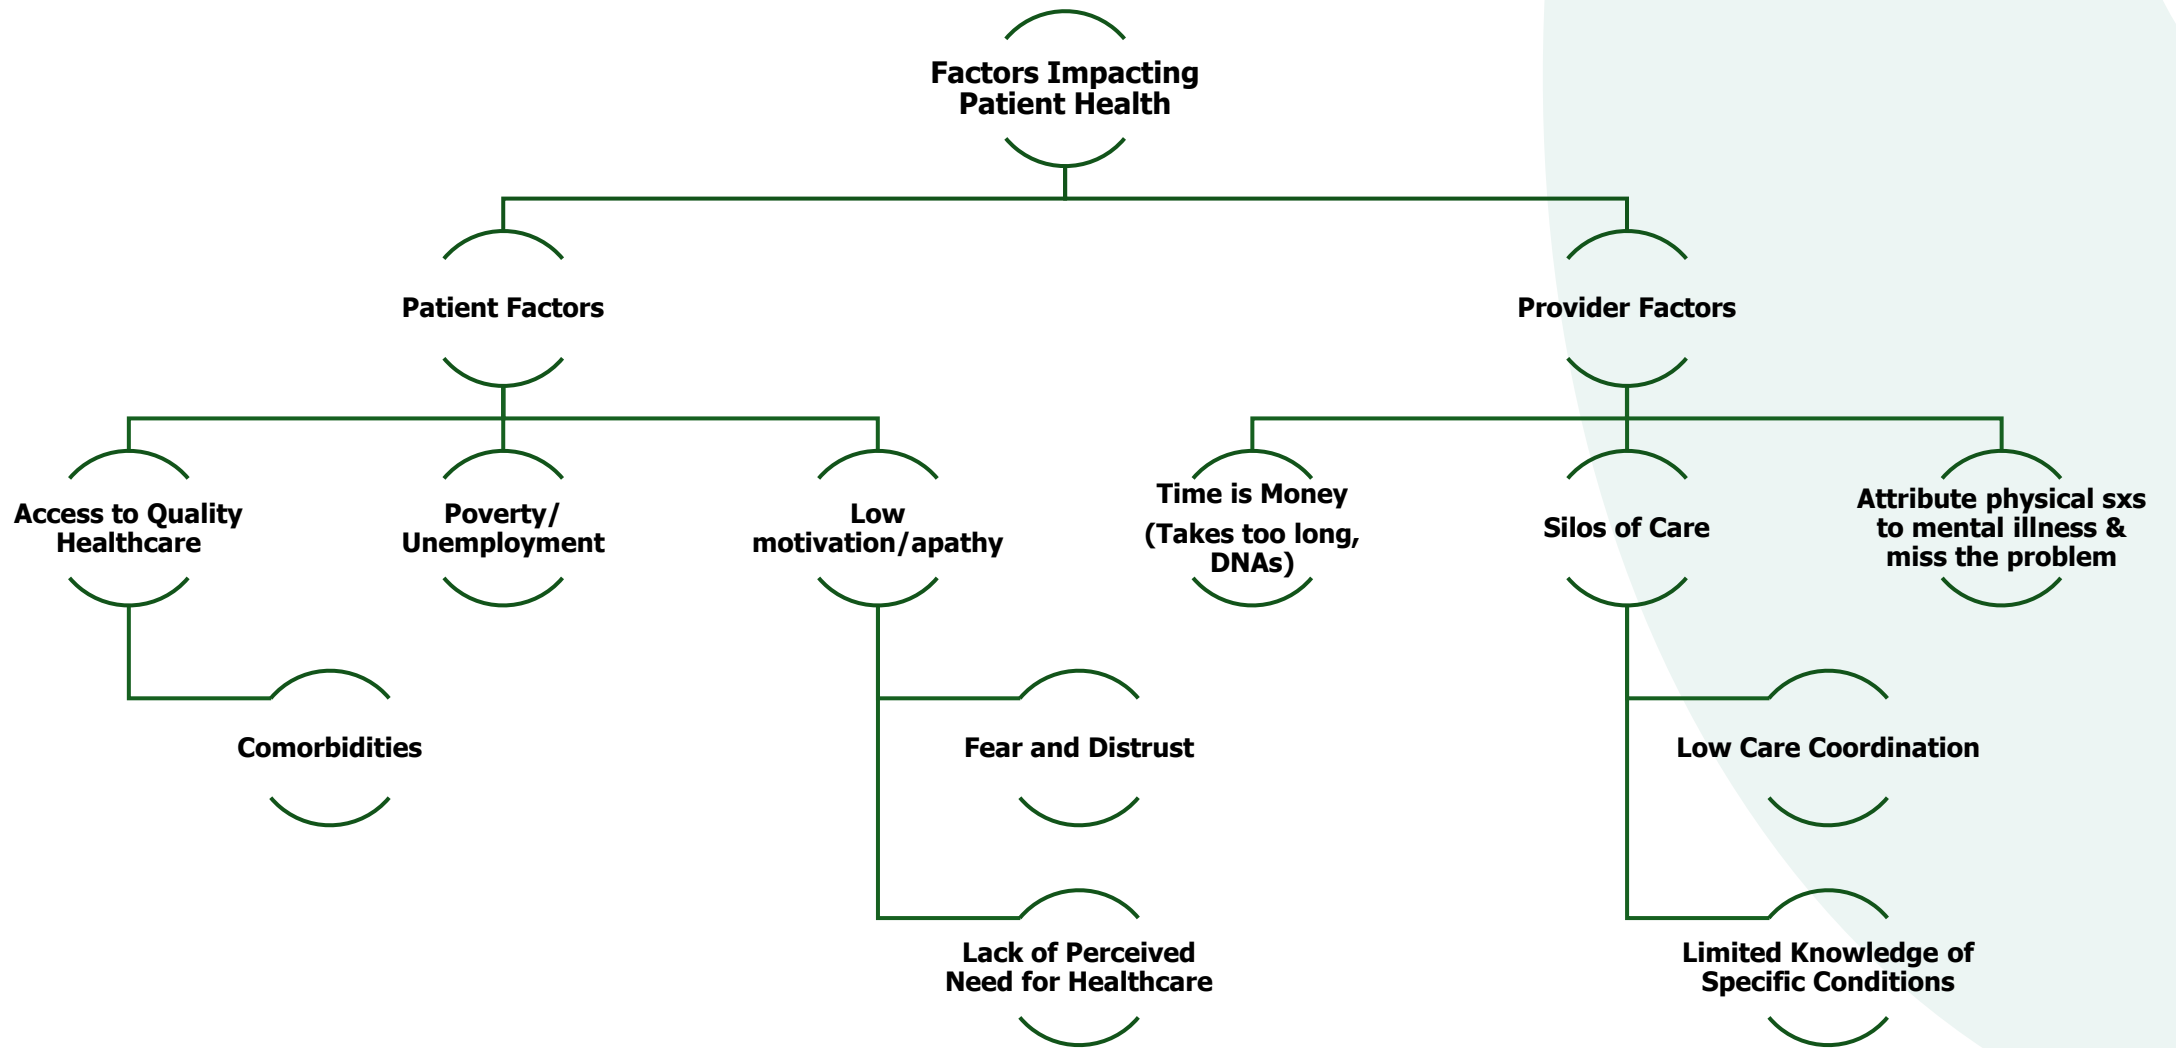 Factors Impacting
Patient Health
Patient Factors
Provider Factors
Access to Quality
Healthcare
Poverty/
Unemployment
Low
motivation/apathy
Time is Money
(Takes too long,
DNAs)
Silos of Care
Attribute physical sxs
to mental illness &
miss the problem
Comorbidities
Fear and Distrust
Low Care Coordination
Lack of Perceived
Need for Healthcare
Limited Knowledge of
Specific Conditions